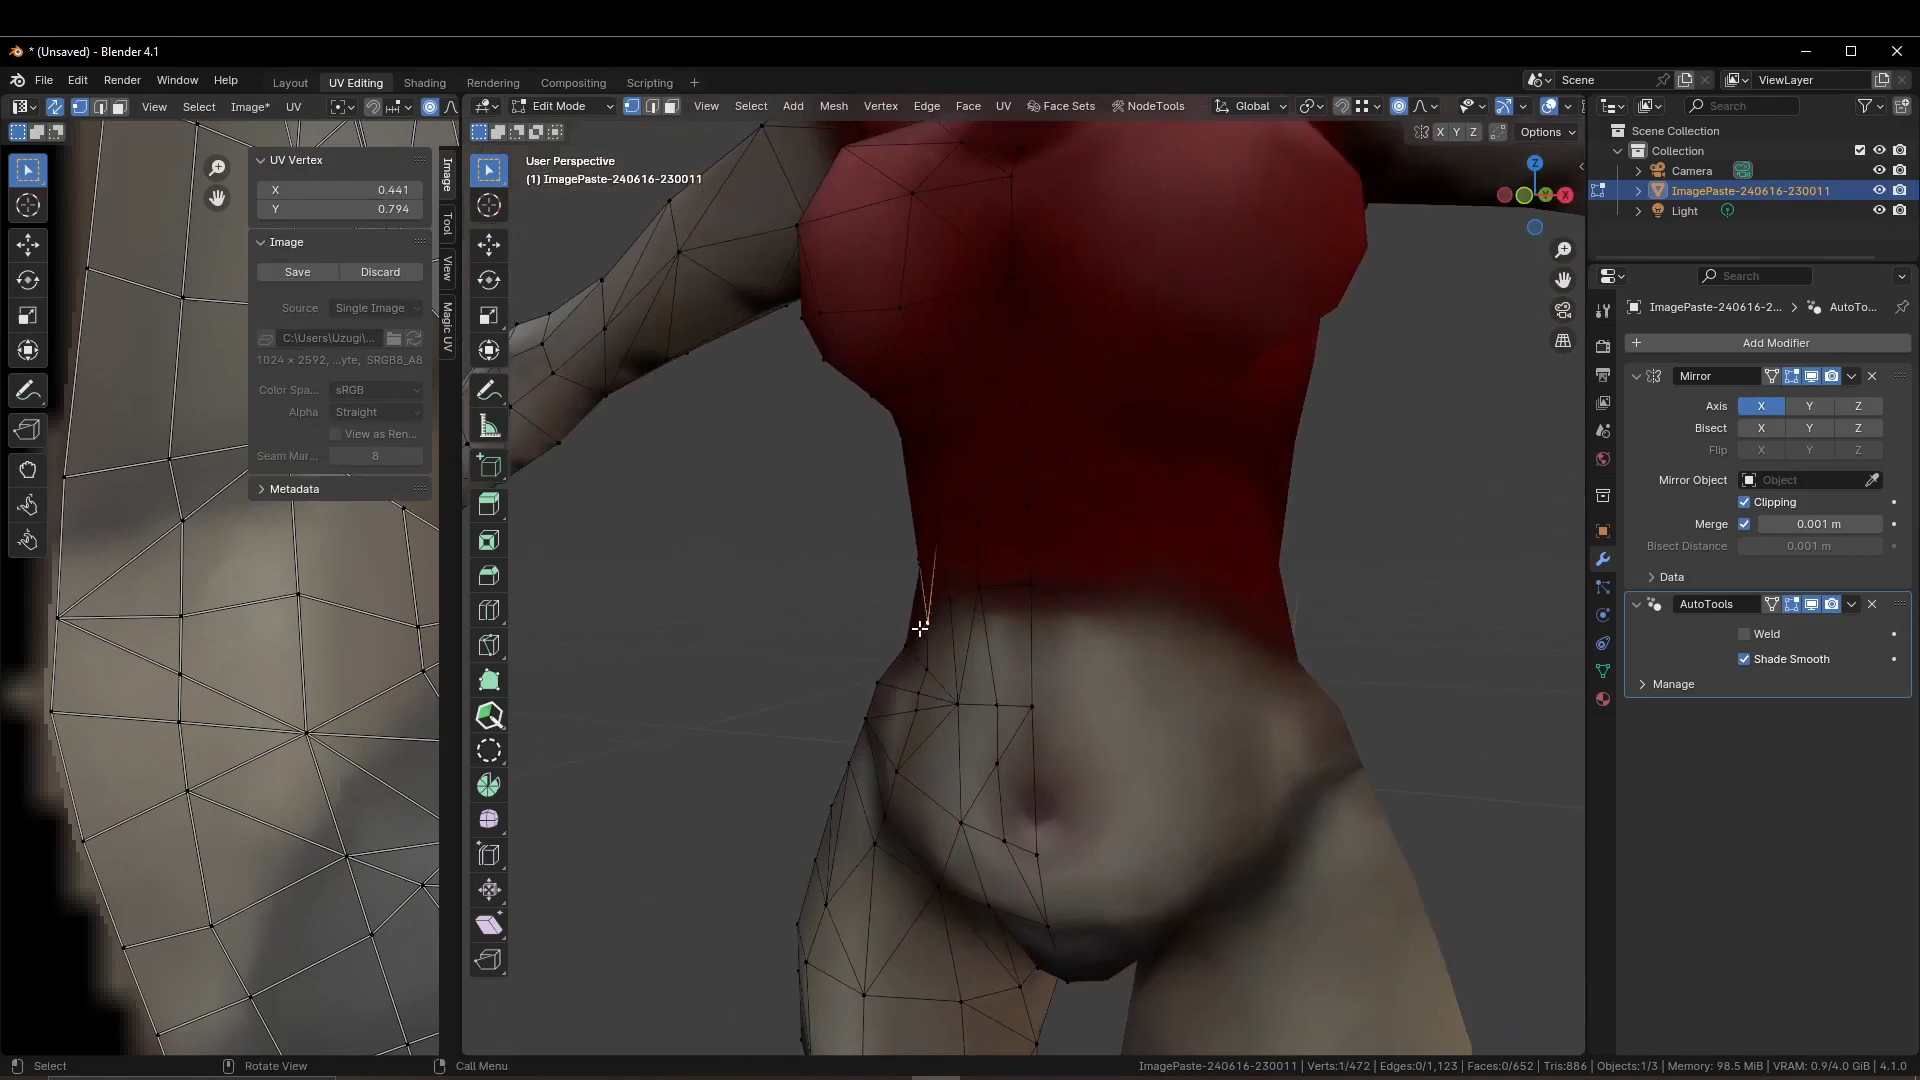 * (Unsaved) - Blender 4.1
File Edit Render Window Help
Layout UV Editing Shading Rendering Compositing Scripting +
Scene
ViewLayer
View Select Image* UV
Edit Mode
View Select Add Mesh Vertex Edge Face UV Face Sets NodeTools
Global
Search
X Y Z
Options
UV Vertex
X 0.441
Y 0.794
Image
Save Discard
Source Single Image
C:\Users\Uzugi\...
1024 × 2592, ...yte, SRGB8_A8
Color Spa... sRGB
Alpha Straight
View as Ren...
Seam Mar... 8
Metadata
Image
Tool
View
Magic UV
User Perspective
(1) ImagePaste-240616-230011
Z
Y
X
Scene Collection
Collection
Camera
ImagePaste-240616-230011
Light
Search
ImagePaste-240616-2... > AutoTo...
+ Add Modifier
Mirror
Axis X Y Z
Bisect X Y Z
Flip X Y Z
Mirror Object Object
Clipping
Merge 0.001 m
Bisect Distance 0.001 m
Data
AutoTools
Weld
Shade Smooth
Manage
Select Rotate View Call Menu
ImagePaste-240616-230011 | Verts:1/472 | Edges:0/1,123 | Faces:0/652 | Tris:886 | Objects:1/3 | Memory: 98.5 MiB | VRAM: 0.9/4.0 GiB | 4.1.0